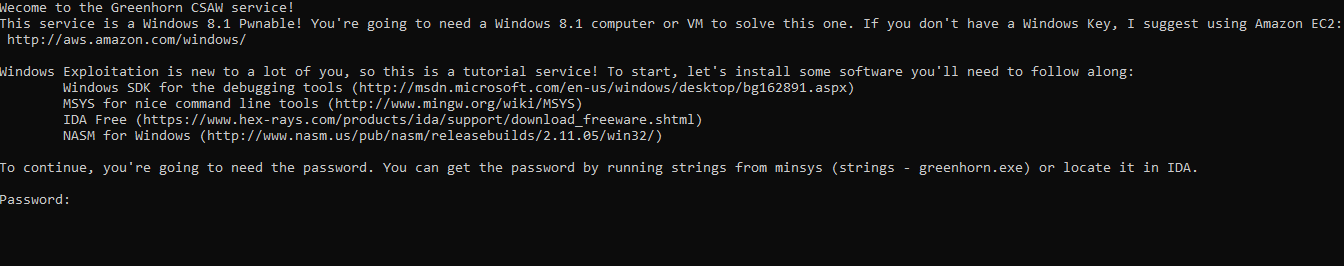 Wecome to the Greenhorn CSAW service!
This service is a Windows 8.1 Pwnable! You're going to need a Windows 8.1 computer or VM to solve this one. If you don't have a Windows Key, I suggest using Amazon EC2:
http://aws.amazon.com/windows/
Windows Exploitation is new to a lot of you, so this is a tutorial service! To start, let's install some software you'll need to follow along:
Windows SDK for the debugging tools (http://msdn.microsoft.com/en-us/windows/desktop/bg162891.aspx)
MSYS for nice command line tools (http://www.mingw.org/wiki/MSYS)
IDA Free (https://www.hex-rays.com/products/ida/support/download_freeware.shtml)
NASM for Windows (http://www.nasm.us/pub/nasm/releasebuilds/2.11.05/win32/)
To continue, you're going to need the password. You can get the password by running strings from minsys (strings - greenhorn.exe) or locate it in IDA.
Password: